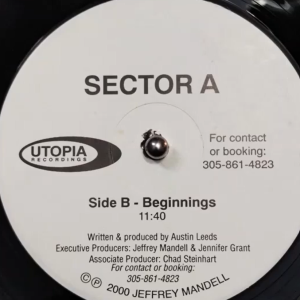 SECTOR A
UTOPIA
RECORDINGS
For contact
or booking:
305-861-4823
Side B - Beginnings
11:40
Written & produced by Austin Leeds
Executive Producers: Jeffrey Mandell & Jennifer Grant
Associate Producer: Chad Steinhart
For contact or booking:
305-861-4823
© ℗ 2000 JEFFREY MANDELL